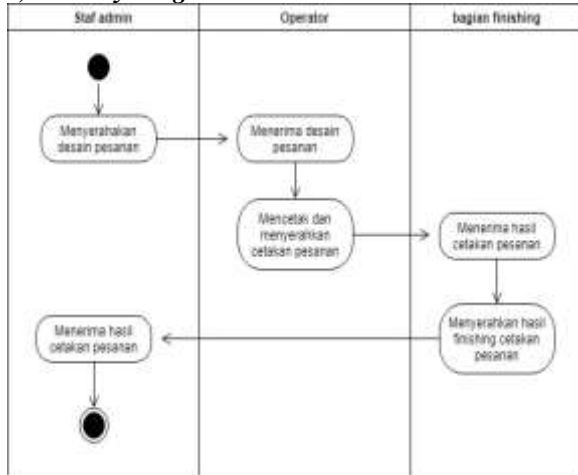 Staf admin
Operator
bagian finishing
Menyerahakan
desain pesanan
Menerima desain
pesanan
Mencetak dan
menyerahkan
cetakan pesanan
Menerima hasil
cetakan pesanan
Menyerahkan hasil
finishing cetakan
pesanan
Menerima hasil
cetakan pesanan